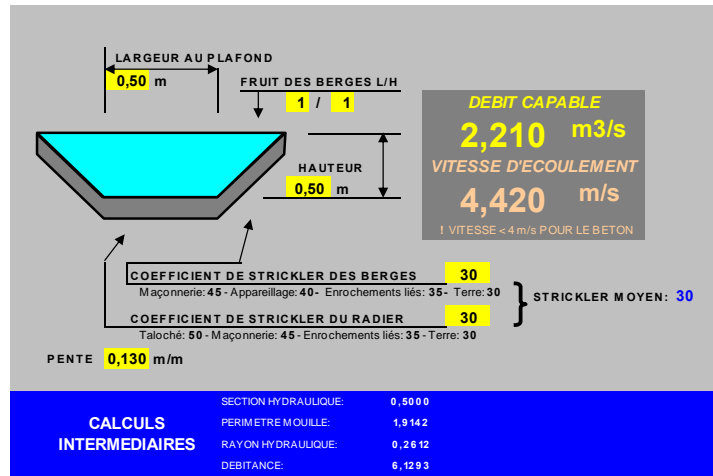 LARGEUR AU PLAFOND
0,50 m
FRUIT DES BERGES L/H
1 / 1
HAUTEUR
0,50 m
DEBIT CAPABLE
2,210 m3/s
VITESSE D'ECOULEMENT
4,420 m/s
! VITESSE < 4 m/s POUR LE BETON
COEFFICIENT DE STRICKLER DES BERGES 30
Maçonnerie: 45 - Appareillage: 40 - Enrochements liés: 35 - Terre: 30
STRICKLER MOYEN: 30
COEFFICIENT DE STRICKLER DU RADIER 30
Taloché: 50 - Maçonnerie: 45 - Enrochements liés: 35 - Terre: 30
PENTE 0,130 m/m
CALCULS
INTERMEDIAIRES
SECTION HYDRAULIQUE: 0,5000
PERIMETRE MOUILLE: 1,9142
RAYON HYDRAULIQUE: 0,2612
DEBITANCE: 6,1293